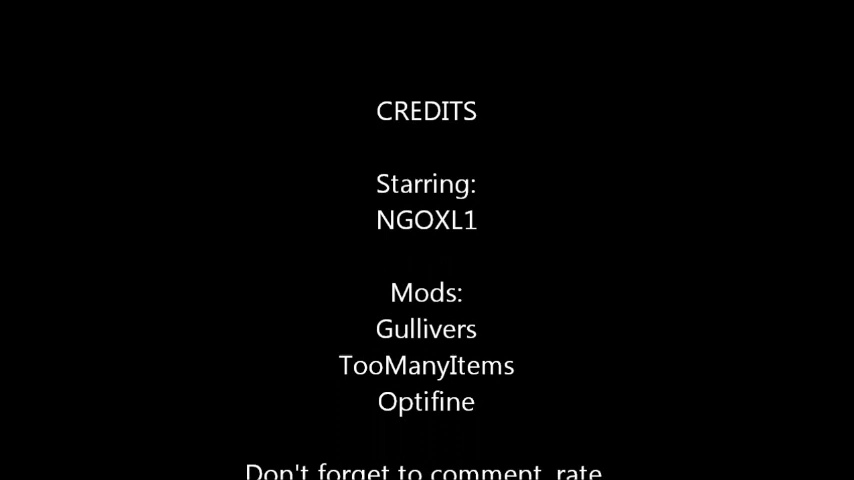 CREDITS
Starring:
NGOXL1
Mods:
Gullivers
TooManyItems
Optifine
Don't forget to comment, rate